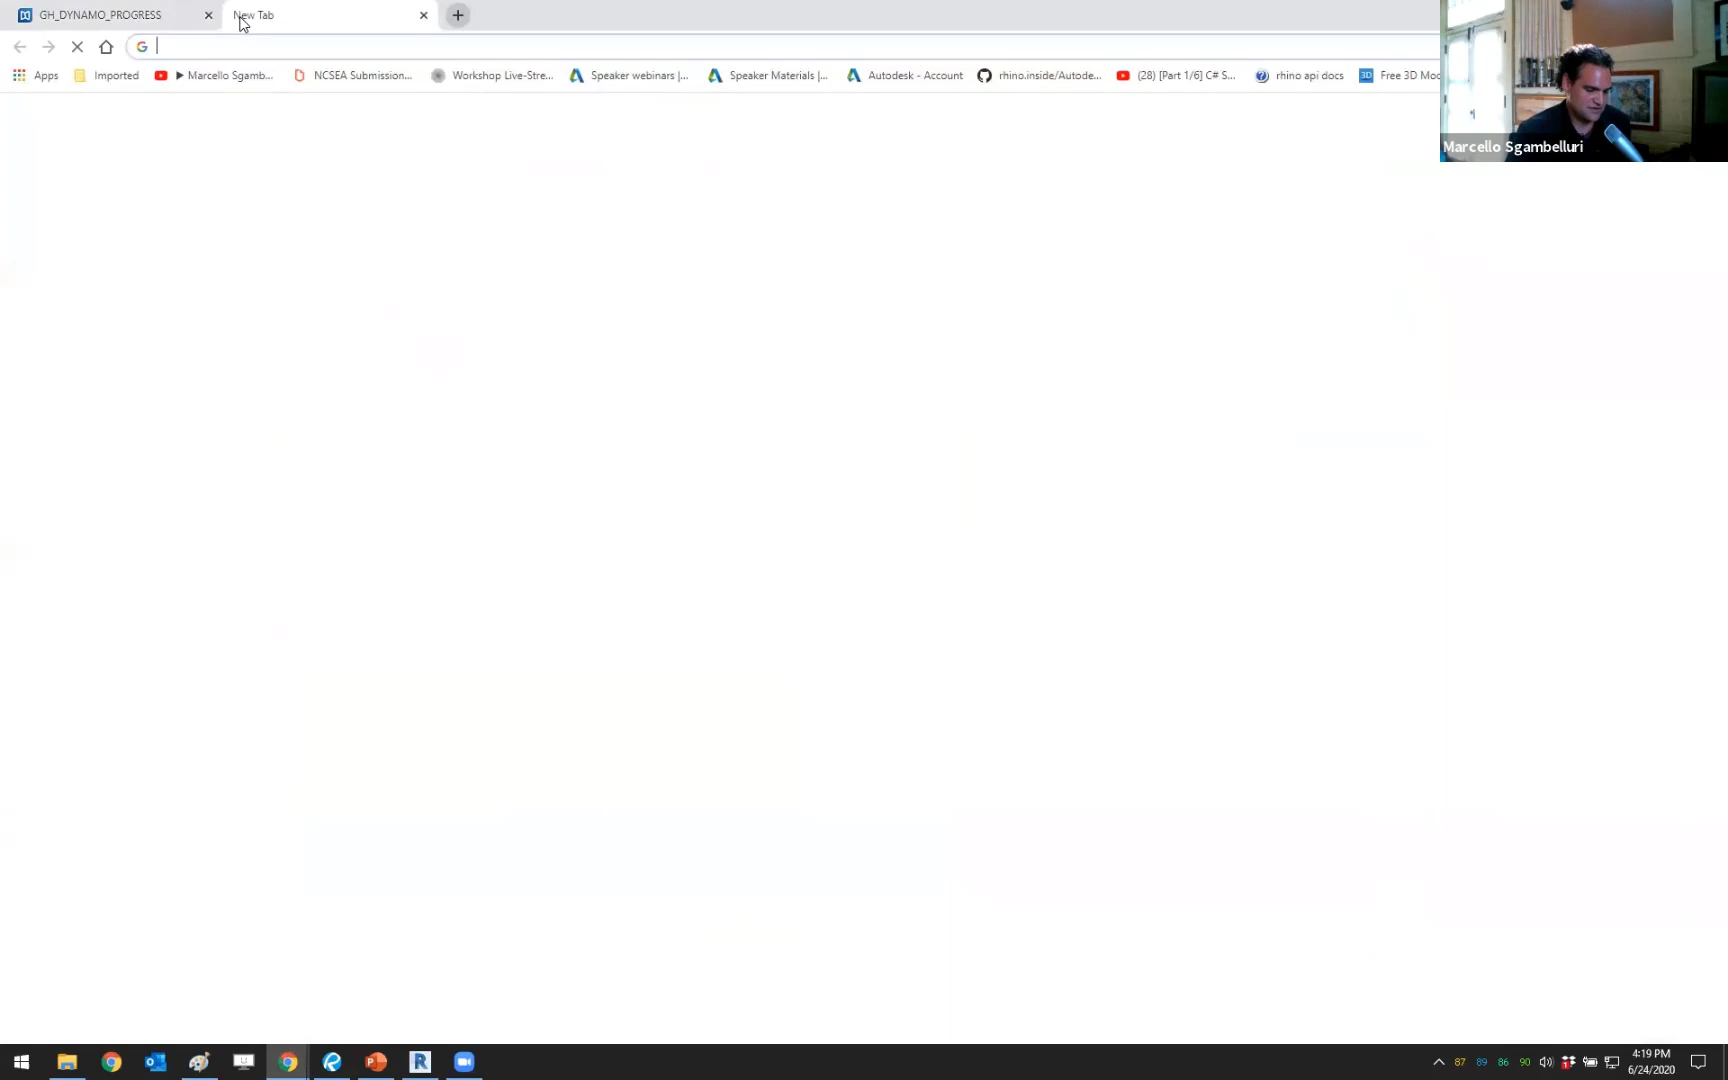 GH_DYNAMO_PROGRESS
New Tab
Apps
Imported
Marcello Sgamb...
NCSEA Submission...
Workshop Live-Stre...
Speaker webinars |...
Speaker Materials |...
Autodesk - Account
rhino.inside/Autode...
(28) [Part 1/6] C# S...
rhino api docs
Free 3D Moc
Marcello Sgambelluri
87 89 86 90
4:19 PM
6/24/2020